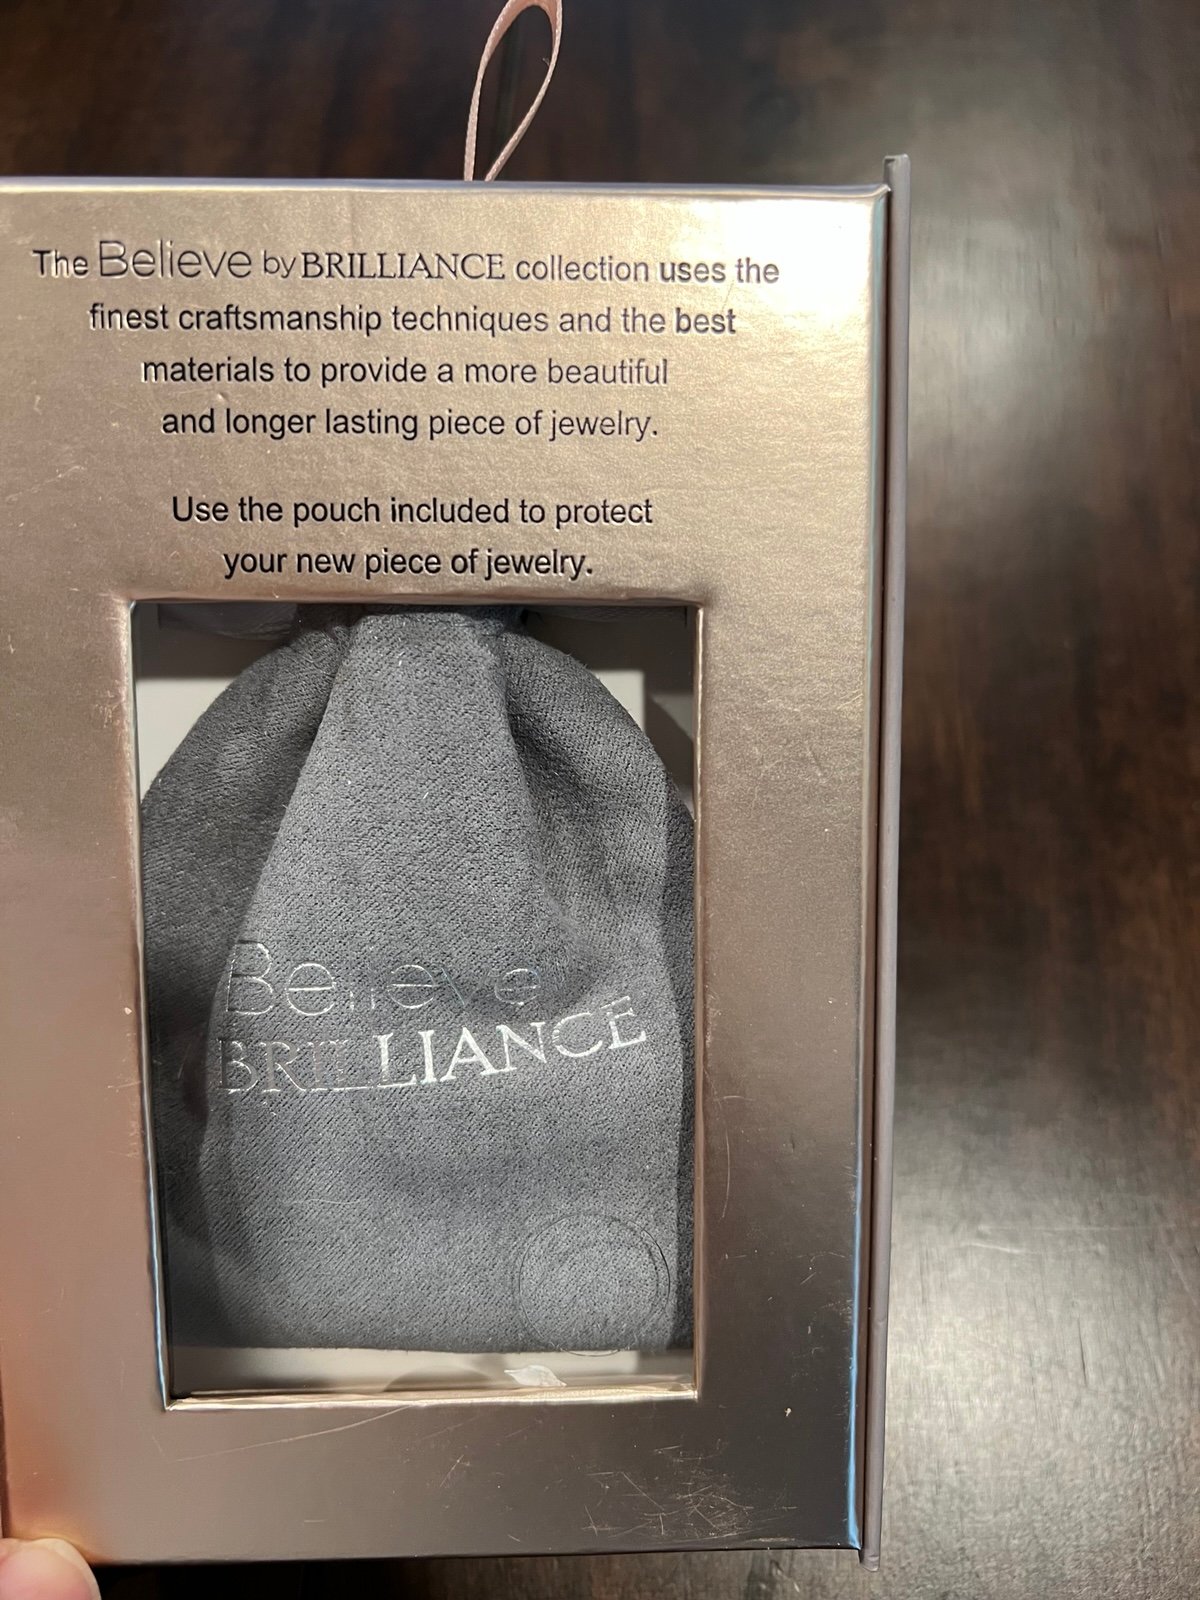 The Believe by BRILLIANCE collection uses the
finest craftsmanship techniques and the best
materials to provide a more beautiful
and longer lasting piece of jewelry.
Use the pouch included to protect
your new piece of jewelry.
Believe
BRILLIANCE